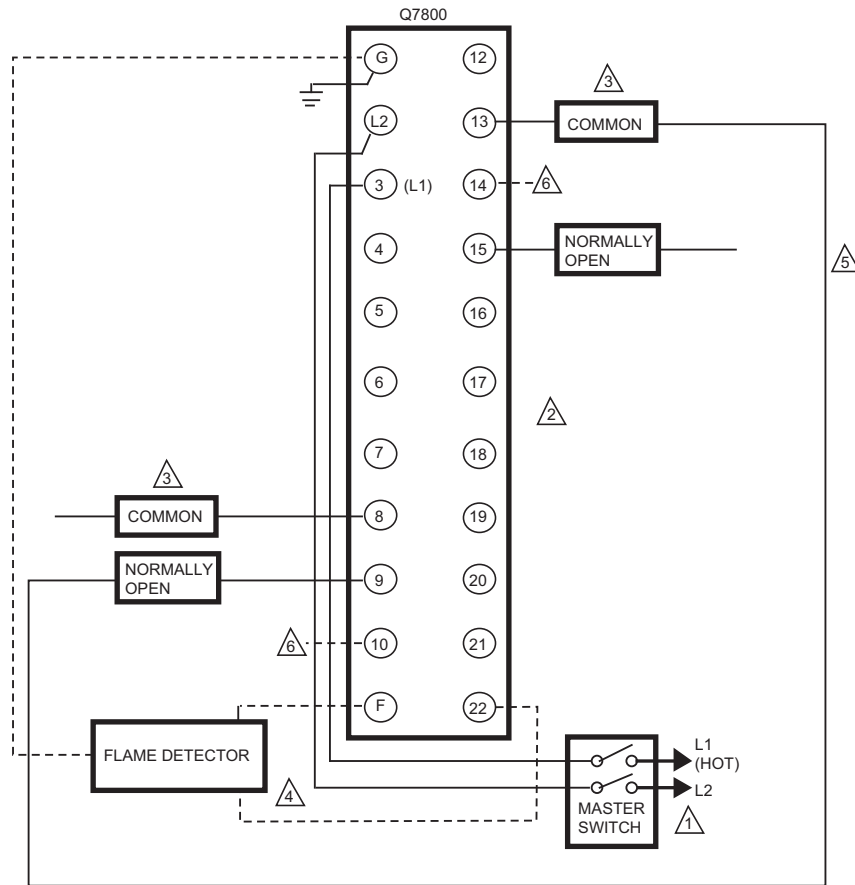 Q7800
G
12
3
L2
13
COMMON
3
(L1)
14
6
4
15
NORMALLY
OPEN
5
5
16
6
17
2
7
18
3
COMMON
8
19
NORMALLY
OPEN
9
20
6
10
21
F
22
FLAME DETECTOR
4
L1
(HOT)
L2
MASTER
SWITCH
1